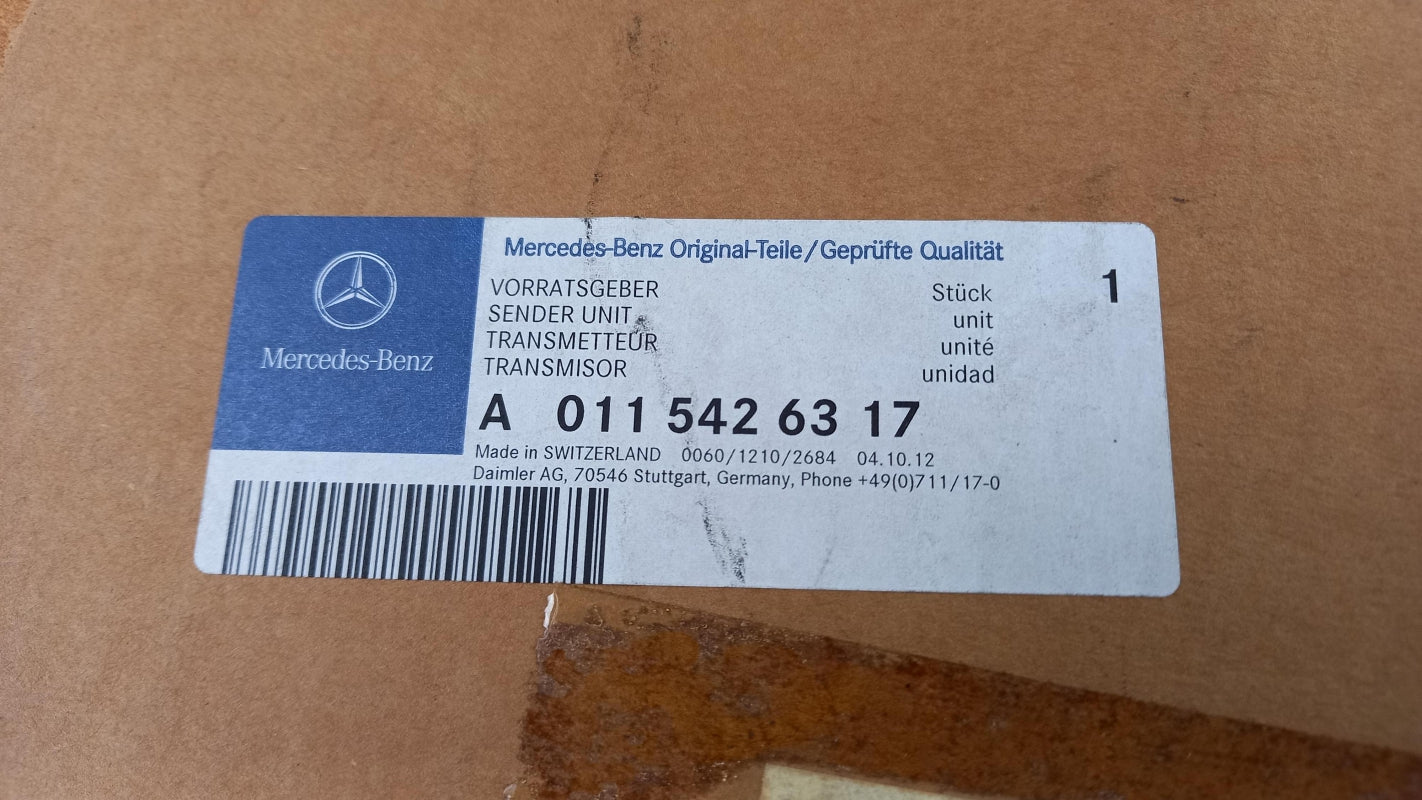 Mercedes-Benz
Mercedes-Benz Original-Teile/Geprüfte Qualität
VORRATSGEBER Stück 1
SENDER UNIT unit
TRANSMETTEUR unité
TRANSMISOR unidad
A 011 542 63 17
Made in SWITZERLAND 0060/1210/2684 04.10.12
Daimler AG, 70546 Stuttgart, Germany, Phone +49(0)711/17-0